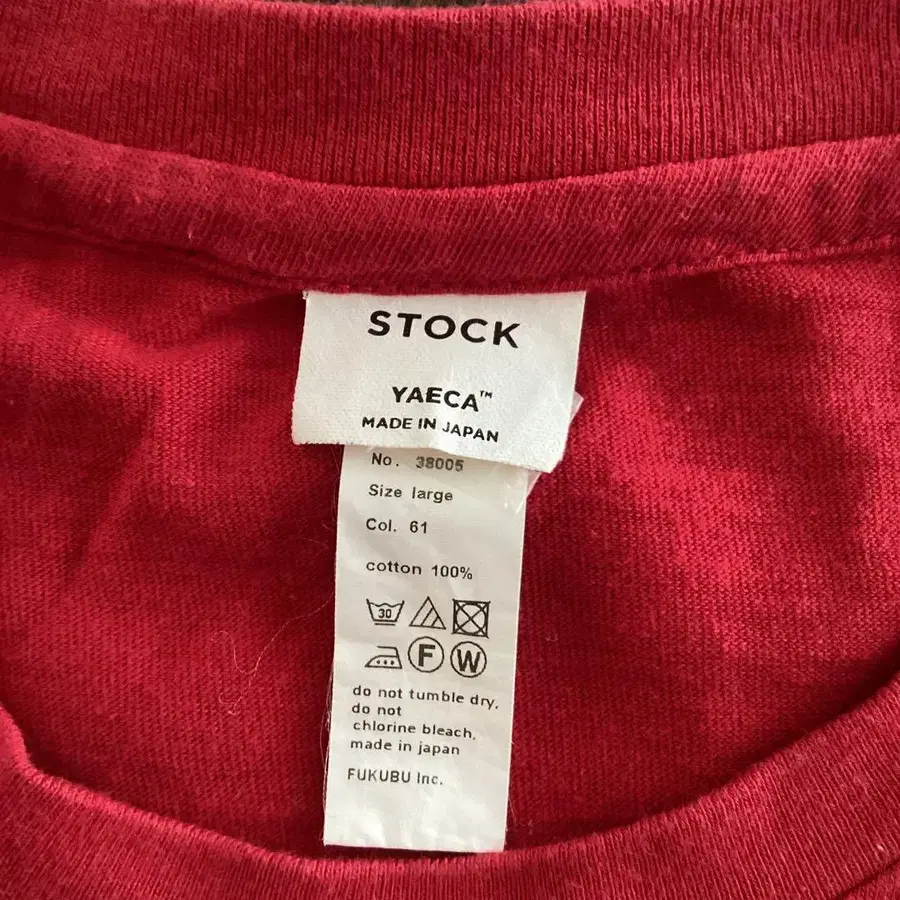 STOCK
YAECA™
MADE IN JAPAN
No. 38005
Size large
Col. 61
cotton 100%
30
F W
do not tumble dry,
do not
chlorine bleach,
made in japan
FUKUBU Inc.